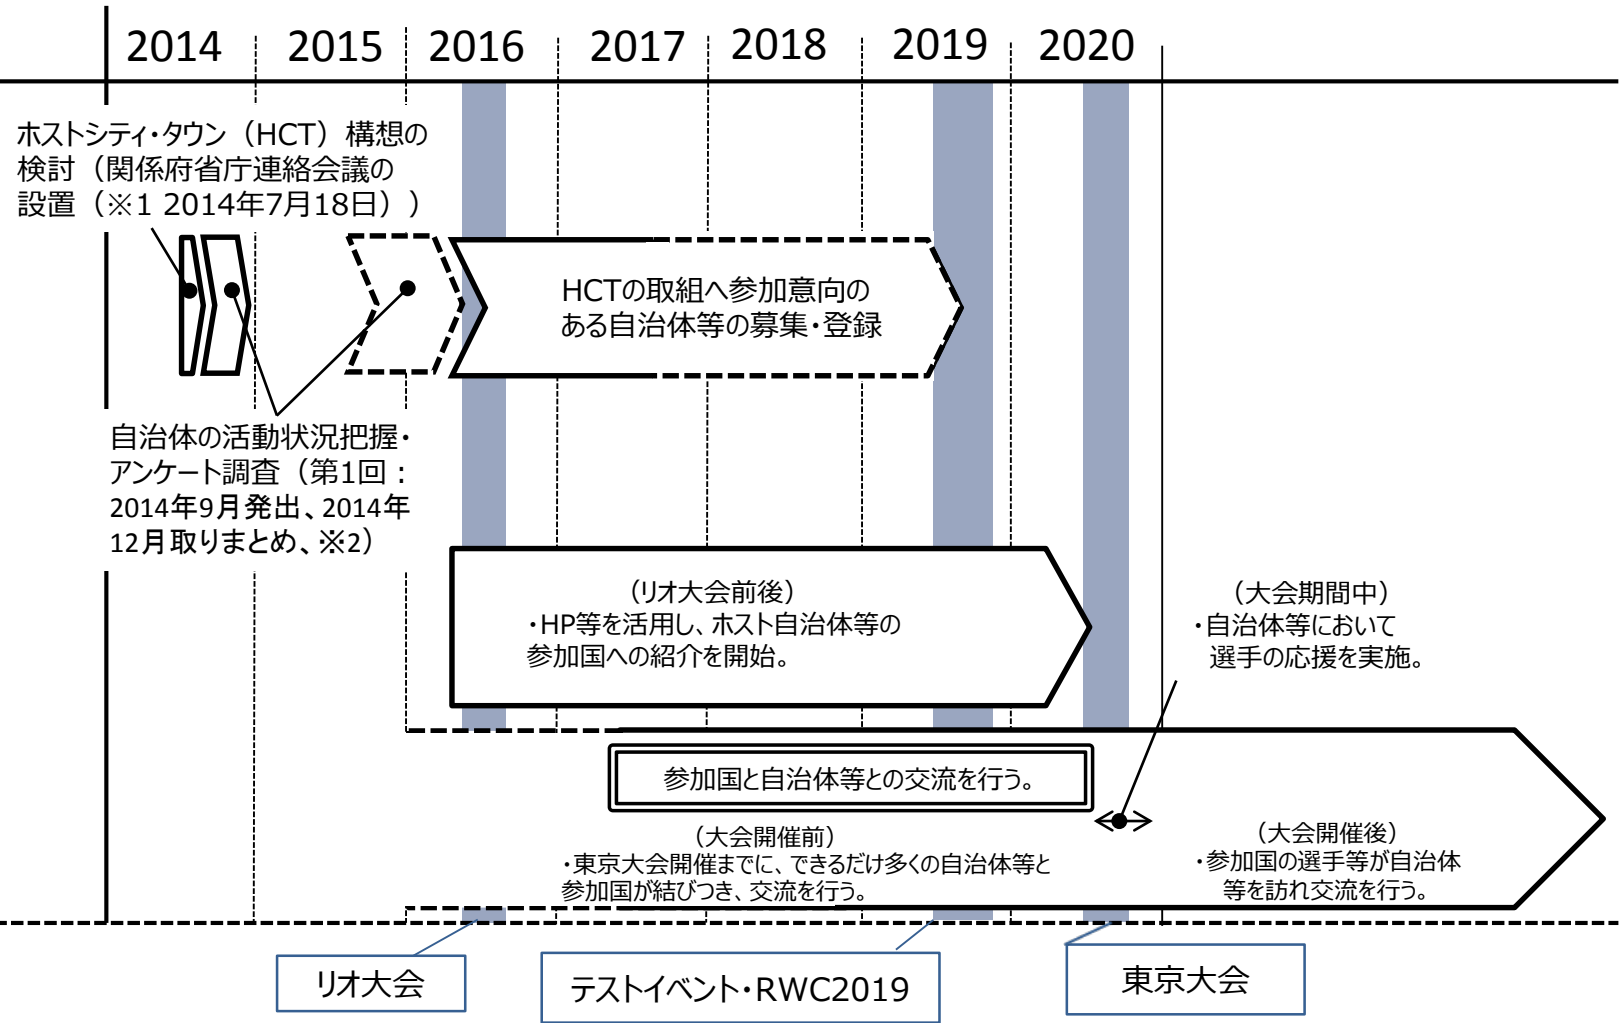 2014 2015 2016 2017 2018 2019 2020
ホストシティ・タウン（HCT）構想の
検討（関係府省庁連絡会議の
設置（※1 2014年7月18日））
HCTの取組へ参加意向の
ある自治体等の募集・登録
自治体の活動状況把握・
アンケート調査（第1回：
2014年9月発出、2014年
12月取りまとめ、※2）
（リオ大会前後）
・HP等を活用し、ホスト自治体等の
参加国への紹介を開始。
（大会期間中）
・自治体等において
選手の応援を実施。
参加国と自治体等との交流を行う。
（大会開催前）
・東京大会開催までに、できるだけ多くの自治体等と
参加国が結びつき、交流を行う。
（大会開催後）
・参加国の選手等が自治体
等を訪れ交流を行う。
リオ大会
テストイベント・RWC2019
東京大会